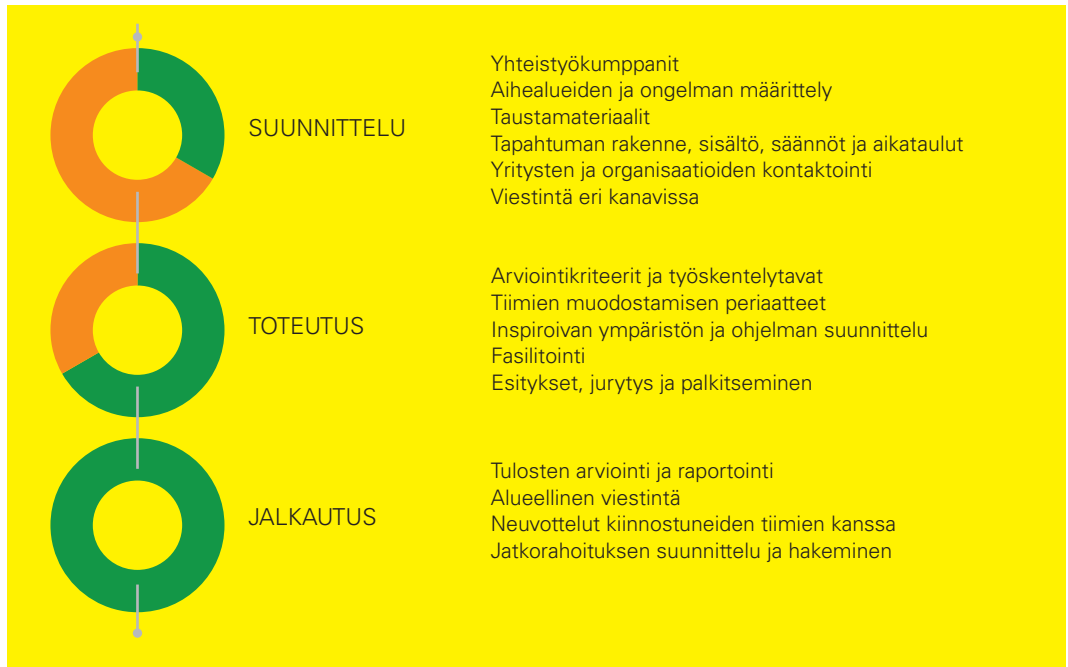 SUUNNITTELU
Yhteistyökumppanit
Aihealueiden ja ongelman määrittely
Taustamateriaalit
Tapahtuman rakenne, sisältö, säännöt ja aikataulut
Yritysten ja organisaatioiden kontaktointi
Viestintä eri kanavissa
TOTEUTUS
Arviointikriteerit ja työskentelytavat
Tiimien muodostamisen periaatteet
Inspiroivan ympäristön ja ohjelman suunnittelu
Fasilitointi
Esitykset, jurytys ja palkitseminen
JALKAUTUS
Tulosten arviointi ja raportointi
Alueellinen viestintä
Neuvottelut kiinnostuneiden tiimien kanssa
Jatkorahoituksen suunnittelu ja hakeminen